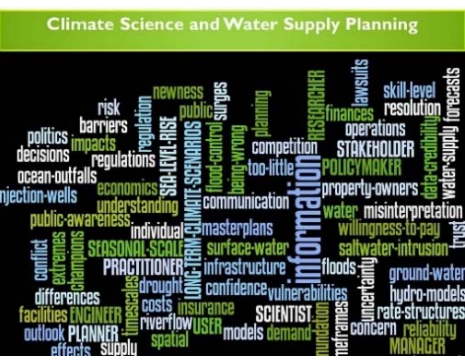 Climate Science and Water Supply Planning
newness
lawsuits
skill-level
risk
public
surges
planning
RESEARCHER
finances
resolution
water-supply forecasts
barriers
regulation
operations
politics
impacts
SEA-LEVEL-RISE
flood-control
being-wrong
competition
STAKEHOLDER
data-credibility
decisions
regulations
too-little
POLICYMAKER
ocean-outfalls
economics
LONG-TERM-CLIMATE-SCENARIOS
information
property-owners
njection-wells
understanding
communication
water
misinterpretation
trust
public-awareness
individual
masterplans
willingness-to-pay
conflict
extremes
champions
SEASONAL-SCALE
surface-water
saltwater-intrusion
PRACTITIONER
infrastructure
floods
uncertainty
ground-water
differences
timescales
drought
confidence
vulnerabilities
hydro-models
facilities
ENGINEER
costs
insurance
SCIENTIST
rate-structures
outlook
PLANNER
riverflow
USER
models
demand-
concern
reliability
effects
supply
spatial
MANAGER